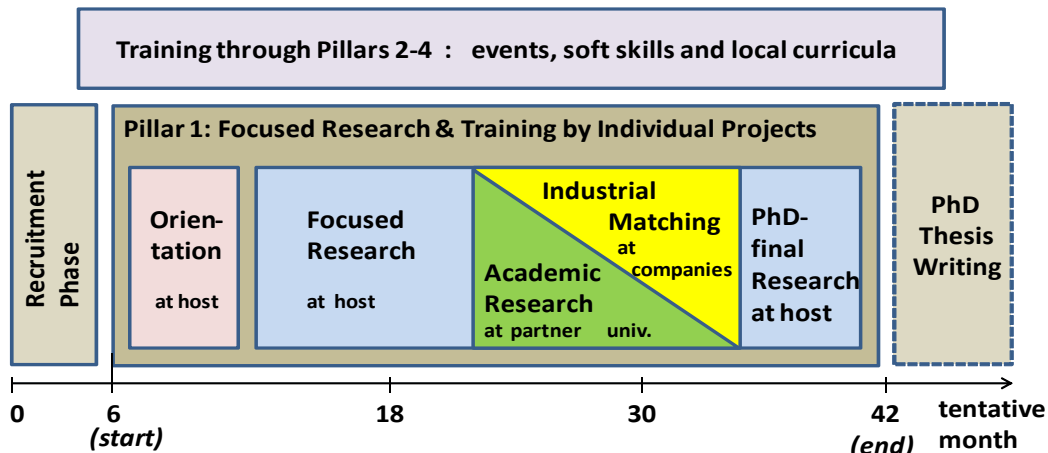 Training through Pillars 2-4 : events, soft skills and local curricula
Recruitment
Phase
Pillar 1: Focused Research & Training by Individual Projects
Orien-
tation
at host
Focused
Research
at host
Industrial
Matching
at
companies
Academic
Research
at partner univ.
PhD-
final
Research
at host
PhD
Thesis
Writing
0
6
(start)
18
30
42
(end)
tentative
month